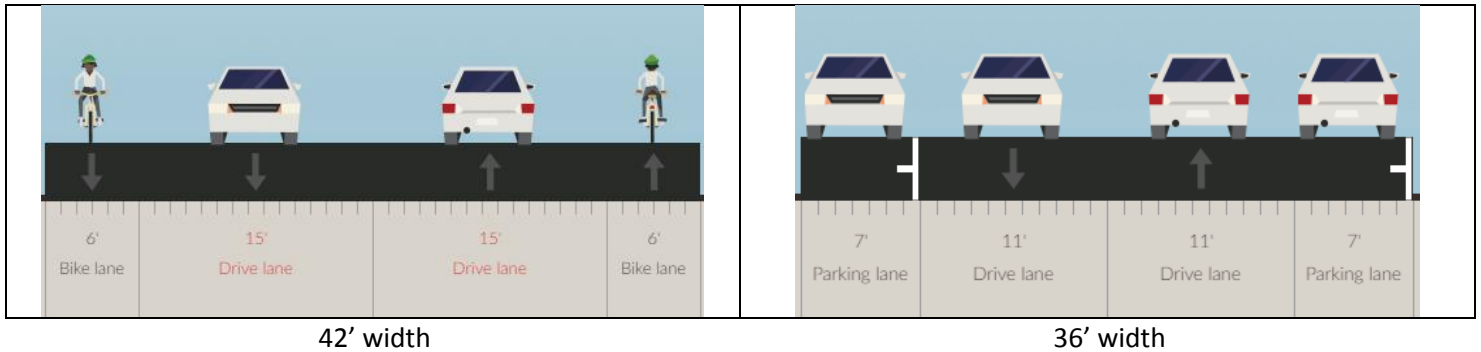 6' 15' 15' 6'
Bike lane Drive lane Drive lane Bike lane
7' 11' 11' 7'
Parking lane Drive lane Drive lane Parking lane
42’ width
36’ width